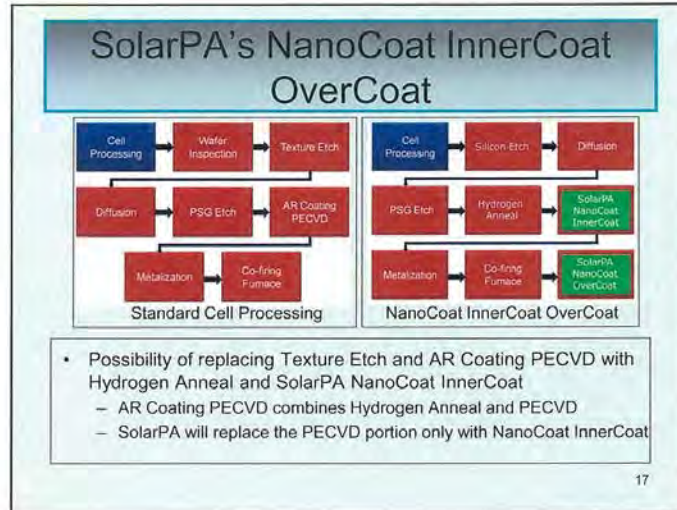 SolarPA's NanoCoat InnerCoat
OverCoat
Cell
Processing
Wafer
Inspection
Texture Etch
Diffusion
PSG Etch
AR Coating
PECVD
Metalization
Co-firing
Furnace
Standard Cell Processing
Cell
Processing
Silicon-Etch
Diffusion
PSG Etch
Hydrogen
Anneal
SolarPA
NanoCoat
InnerCoat
Metalization
Co-firing
Furnace
SolarPA
NanoCoat
OverCoat
NanoCoat InnerCoat OverCoat
• Possibility of replacing Texture Etch and AR Coating PECVD with
Hydrogen Anneal and SolarPA NanoCoat InnerCoat
– AR Coating PECVD combines Hydrogen Anneal and PECVD
– SolarPA will replace the PECVD portion only with NanoCoat InnerCoat
17